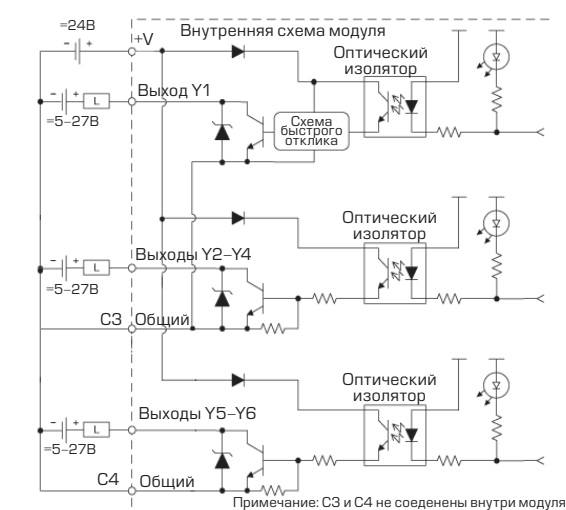 =24В
+V
Внутренняя схема модуля
Оптический
изолятор
- +
Выход Y1
- +
L
=5-27В
Схема
быстрого
отклика
Оптический
изолятор
Выходы Y2-Y4
- +
L
=5-27В
C3 Общий
Оптический
изолятор
Выходы Y5-Y6
- +
L
=5-27В
C4 Общий
Примечание: C3 и C4 не соеденены внутри модуля